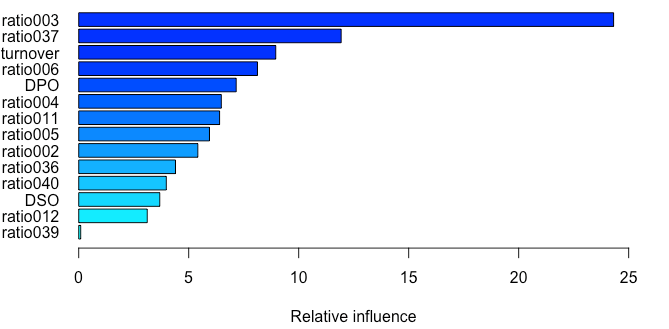 ratio003
ratio037
turnover
ratio006
DPO
ratio004
ratio011
ratio005
ratio002
ratio036
ratio040
DSO
ratio012
ratio039
0 5 10 15 20 25
Relative influence